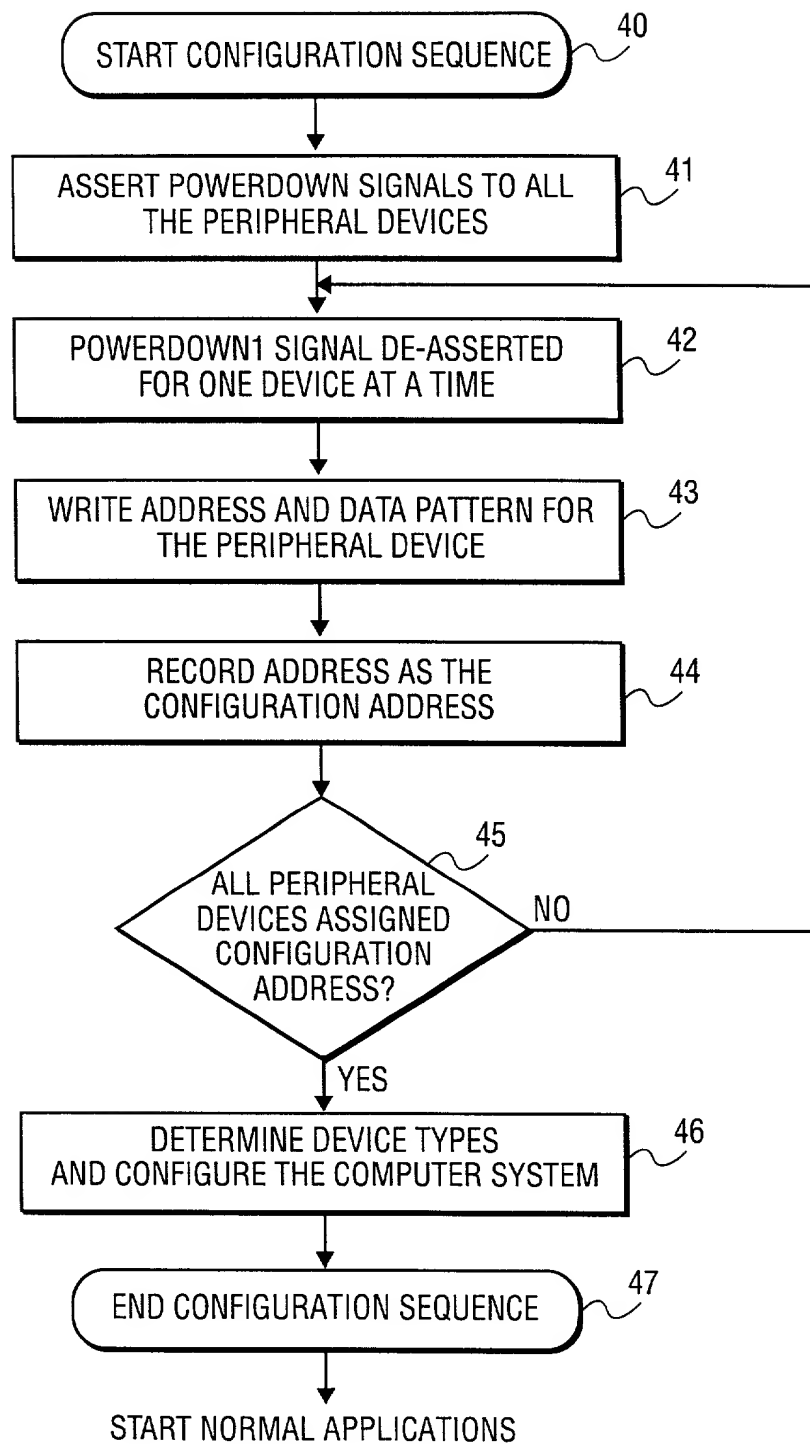 START CONFIGURATION SEQUENCE
40
ASSERT POWERDOWN SIGNALS TO ALL
THE PERIPHERAL DEVICES
41
POWERDOWN1 SIGNAL DE-ASSERTED
FOR ONE DEVICE AT A TIME
42
WRITE ADDRESS AND DATA PATTERN FOR
THE PERIPHERAL DEVICE
43
RECORD ADDRESS AS THE
CONFIGURATION ADDRESS
44
45
ALL PERIPHERAL
DEVICES ASSIGNED
CONFIGURATION
ADDRESS?
NO
YES
DETERMINE DEVICE TYPES
AND CONFIGURE THE COMPUTER SYSTEM
46
END CONFIGURATION SEQUENCE
47
START NORMAL APPLICATIONS